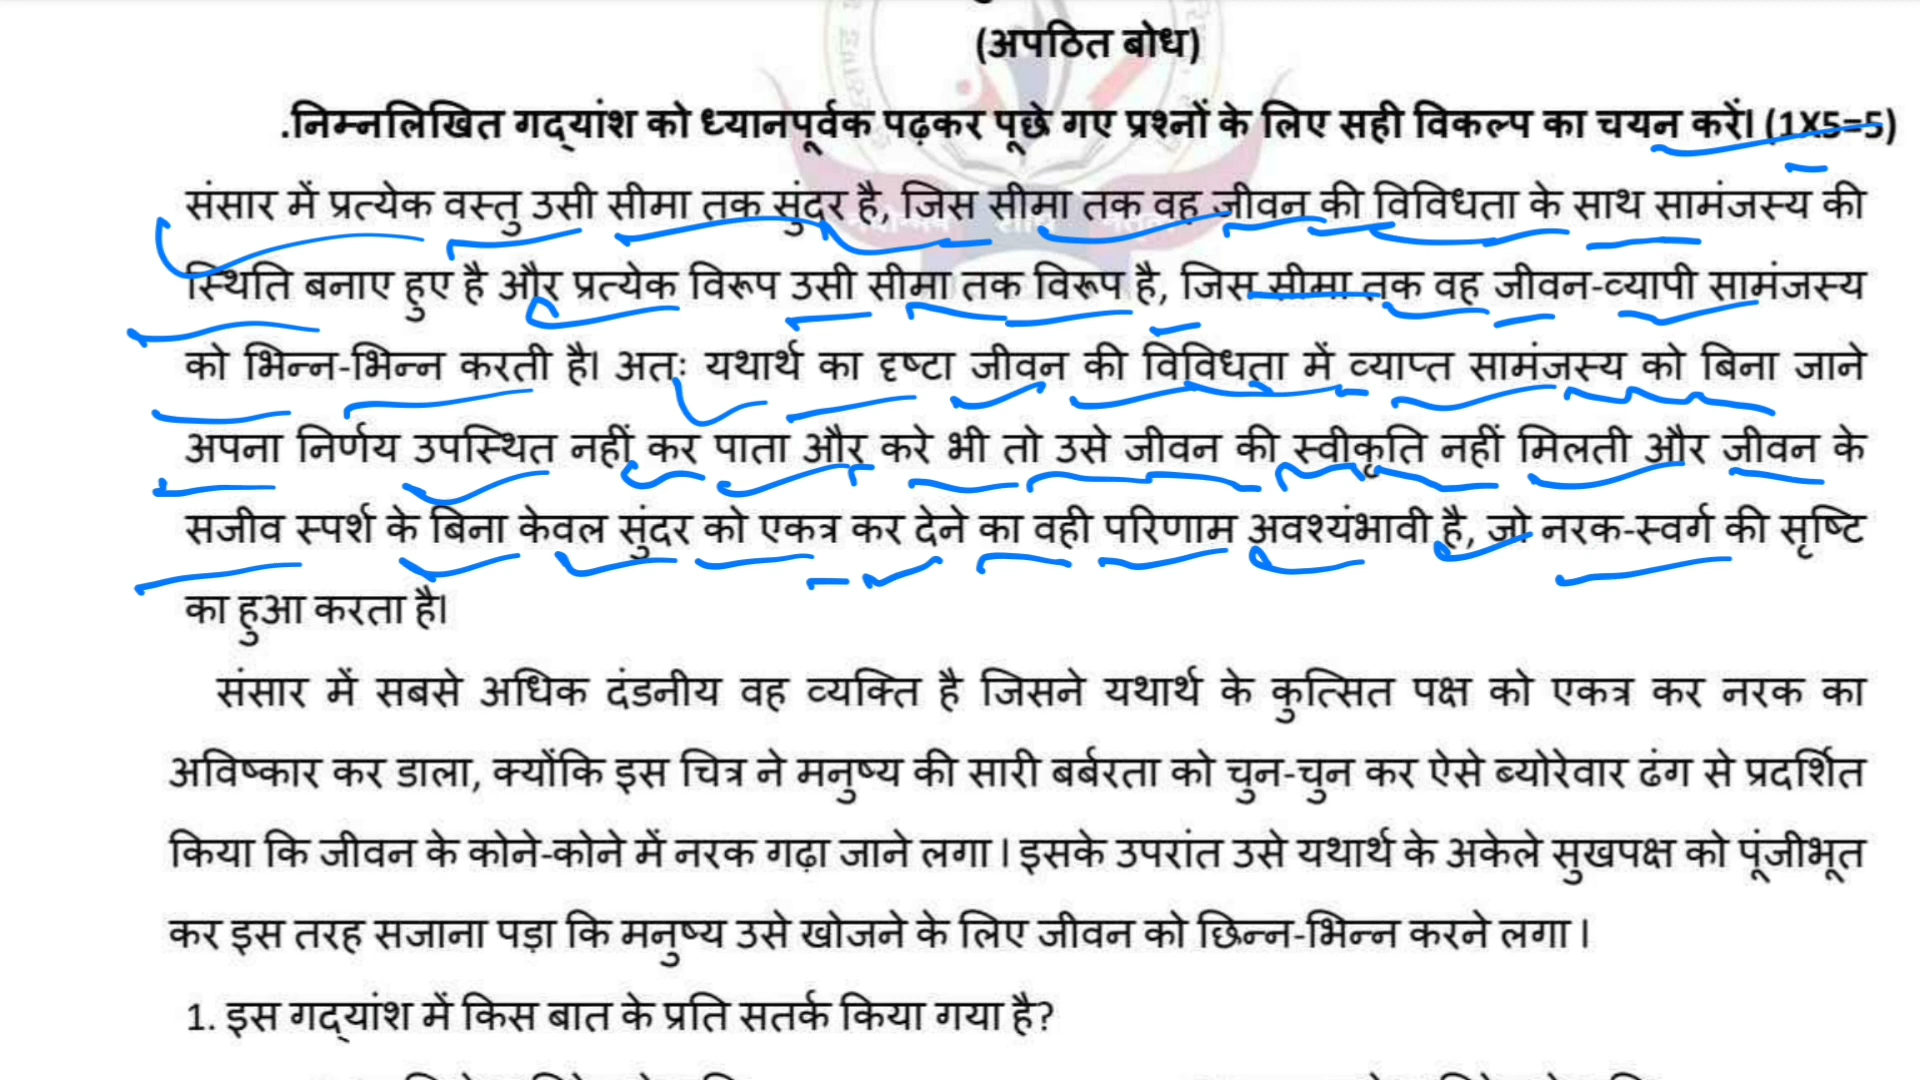 (अपठित बोध)
.निम्नलिखित गद्यांश को ध्यानपूर्वक पढ़कर पूछे गए प्रश्नों के लिए सही विकल्प का चयन करें। (1X5=5)
संसार में प्रत्येक वस्तु उसी सीमा तक सुंदर है, जिस सीमा तक वह जीवन की विविधता के साथ सामंजस्य की
स्थिति बनाए हुए है और प्रत्येक विरूप उसी सीमा तक विरूप है, जिस सीमा तक वह जीवन-व्यापी सामंजस्य
को भिन्न-भिन्न करती है। अतः यथार्थ का दृष्टा जीवन की विविधता में व्याप्त सामंजस्य को बिना जाने
अपना निर्णय उपस्थित नहीं कर पाता और करे भी तो उसे जीवन की स्वीकृति नहीं मिलती और जीवन के
सजीव स्पर्श के बिना केवल सुंदर को एकत्र कर देने का वही परिणाम अवश्यंभावी है, जो नरक-स्वर्ग की सृष्टि
का हुआ करता है।
संसार में सबसे अधिक दंडनीय वह व्यक्ति है जिसने यथार्थ के कुत्सित पक्ष को एकत्र कर नरक का
अविष्कार कर डाला, क्योंकि इस चित्र ने मनुष्य की सारी बर्बरता को चुन-चुन कर ऐसे ब्योरेवार ढंग से प्रदर्शित
किया कि जीवन के कोने-कोने में नरक गढ़ा जाने लगा । इसके उपरांत उसे यथार्थ के अकेले सुखपक्ष को पूंजीभूत
कर इस तरह सजाना पड़ा कि मनुष्य उसे खोजने के लिए जीवन को छिन्न-भिन्न करने लगा ।
1. इस गद्यांश में किस बात के प्रति सतर्क किया गया है?